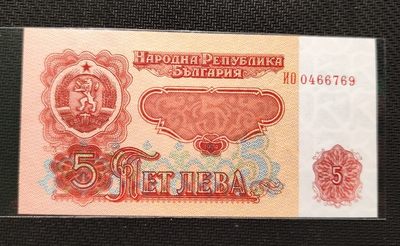 НАРОДНА РЕПУБЛИКА
БЪЛГАРИЯ
ИО 0466769
5 ПЕТ ЛЕВА
5